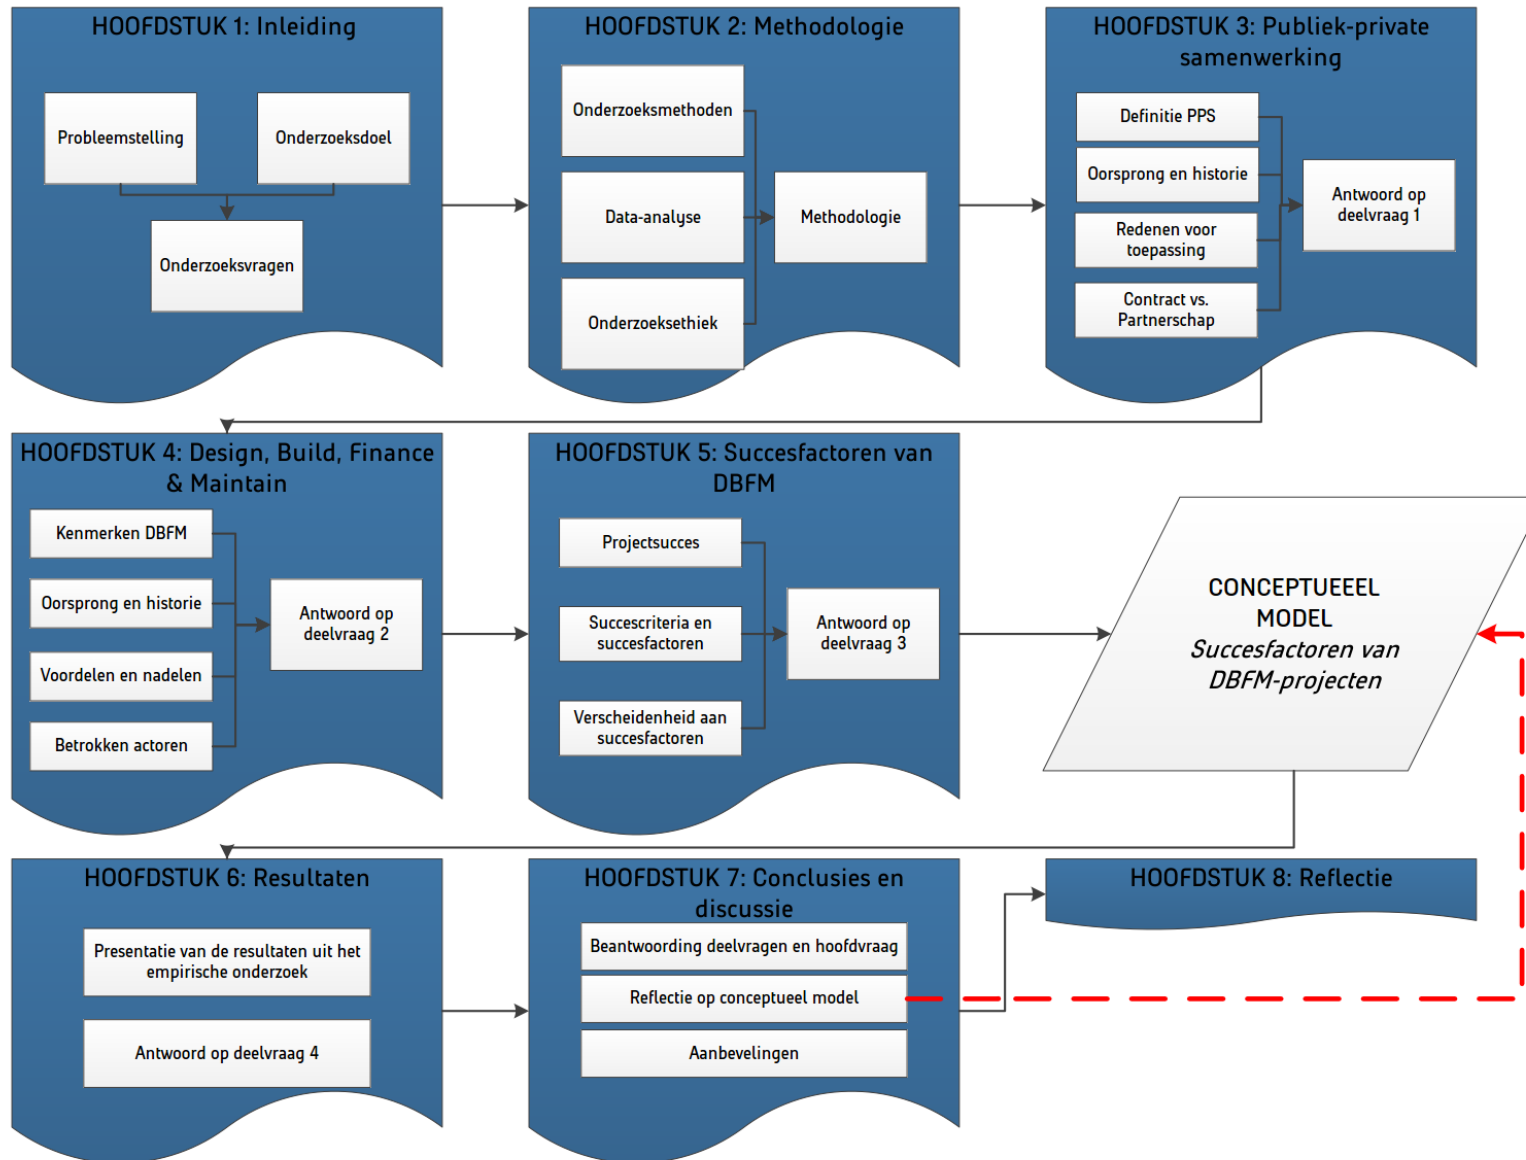 HOOFDSTUK 1: Inleiding
Probleemstelling
Onderzoeksdoel
Onderzoeksvragen
HOOFDSTUK 2: Methodologie
Onderzoeksmethoden
Data-analyse
Methodologie
Onderzoeksethiek
HOOFDSTUK 3: Publiek-private
samenwerking
Definitie PPS
Oorsprong en historie
Redenen voor
toepassing
Contract vs.
Partnerschap
Antwoord op
deelvraag 1
HOOFDSTUK 4: Design, Build, Finance
& Maintain
Kenmerken DBFM
Oorsprong en historie
Voordelen en nadelen
Betrokken actoren
Antwoord op
deelvraag 2
HOOFDSTUK 5: Succesfactoren van
DBFM
Projectsucces
Succescriteria en
succesfactoren
Verscheidenheid aan
succesfactoren
Antwoord op
deelvraag 3
CONCEPTUEEEL
MODEL
Succesfactoren van
DBFM-projecten
HOOFDSTUK 6: Resultaten
Presentatie van de resultaten uit het
empirische onderzoek
Antwoord op deelvraag 4
HOOFDSTUK 7: Conclusies en
discussie
Beantwoording deelvragen en hoofdvraag
Reflectie op conceptueel model
Aanbevelingen
HOOFDSTUK 8: Reflectie